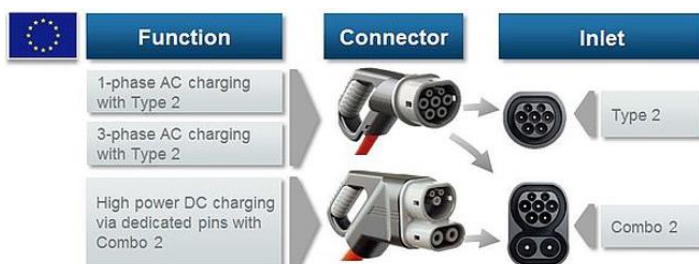 Function
Connector
Inlet
1-phase AC charging
with Type 2
3-phase AC charging
with Type 2
High power DC charging
via dedicated pins with
Combo 2
Type 2
Combo 2